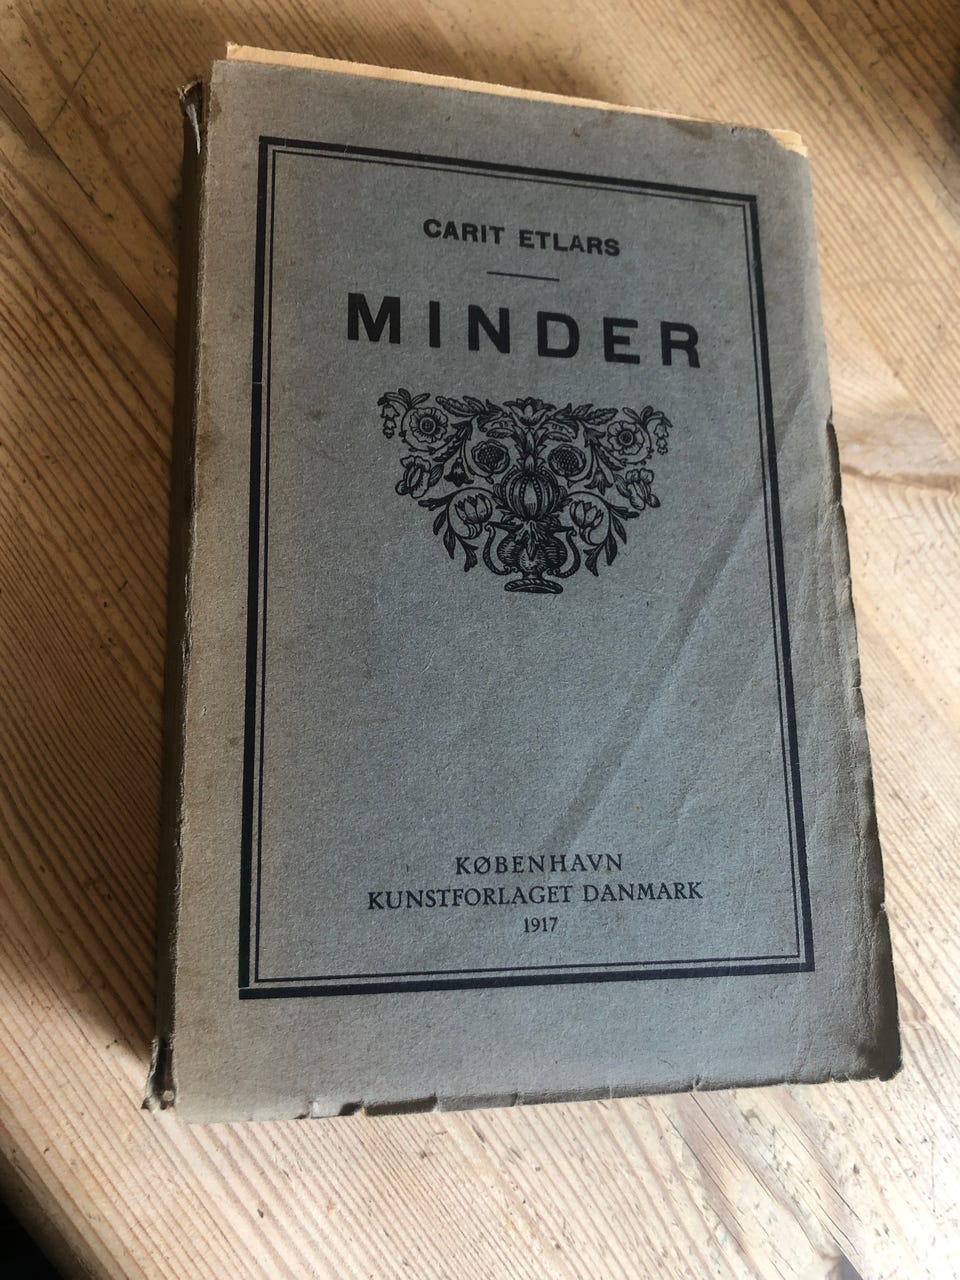 CARIT ETLARS
MINDER
KØBENHAVN
KUNSTFORLAGET DANMARK
1917